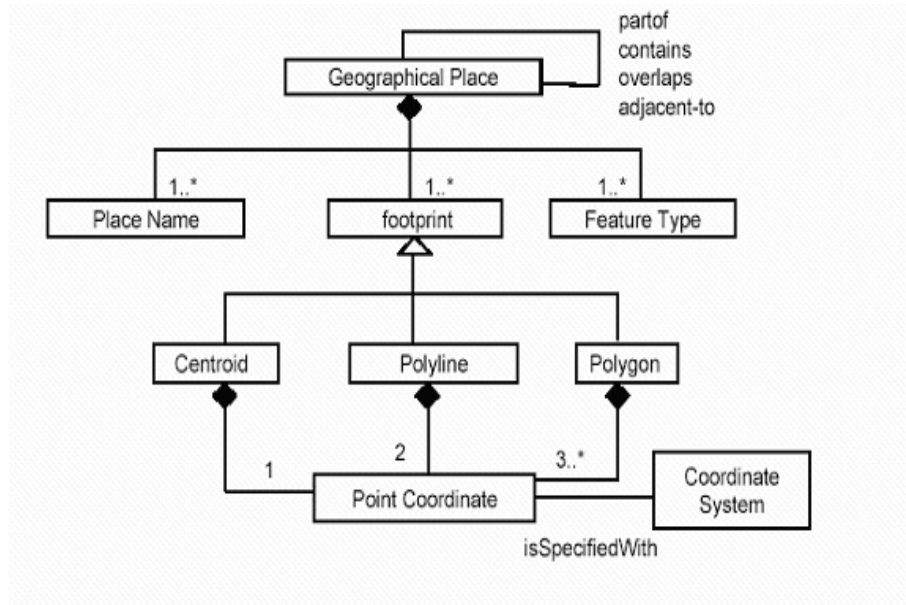 partof
contains
Geographical Place
overlaps
adjacent-to
1..*
1..*
1..*
Place Name
footprint
Feature Type
Centroid
Polyline
Polygon
1
2
3..*
Point Coordinate
Coordinate
System
isSpecifiedWith